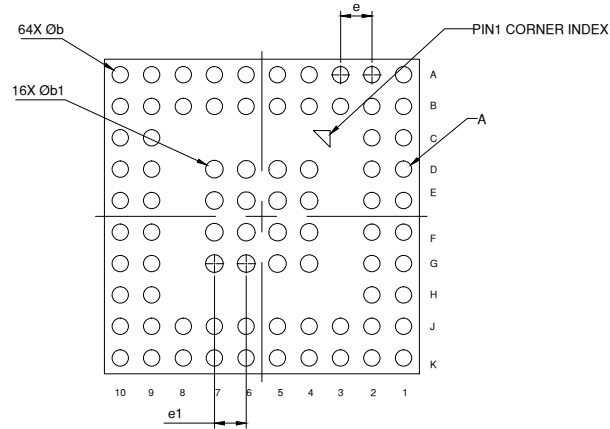 e
64X Øb
PIN1 CORNER INDEX
16X Øb1
A
A
B
C
D
E
F
G
H
J
K
10 9 8 7 6 5 4 3 2 1
e1